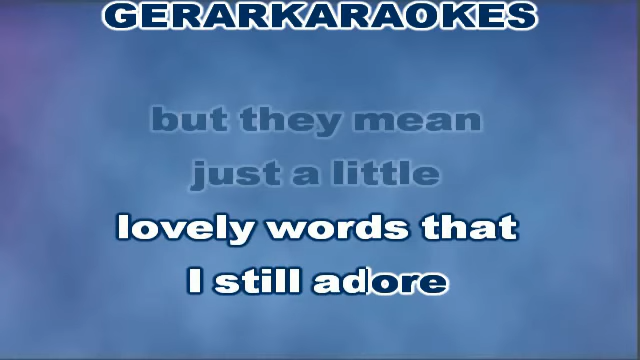 GERARKARAOKES
but they mean
just a little
lovely words that
I still adore